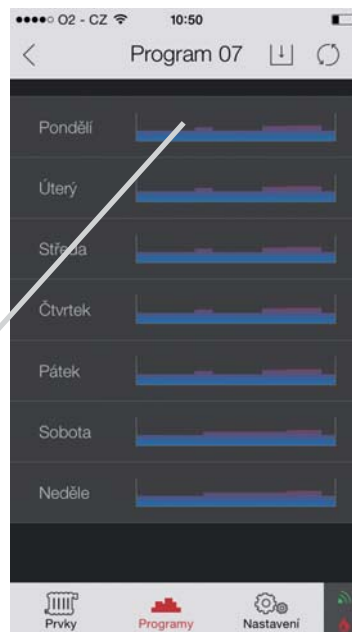 O2 - CZ 10:50
Program 07
Pondělí
Úterý
Středa
Čtvrtek
Pátek
Sobota
Neděle
Prvky Programy Nastavení